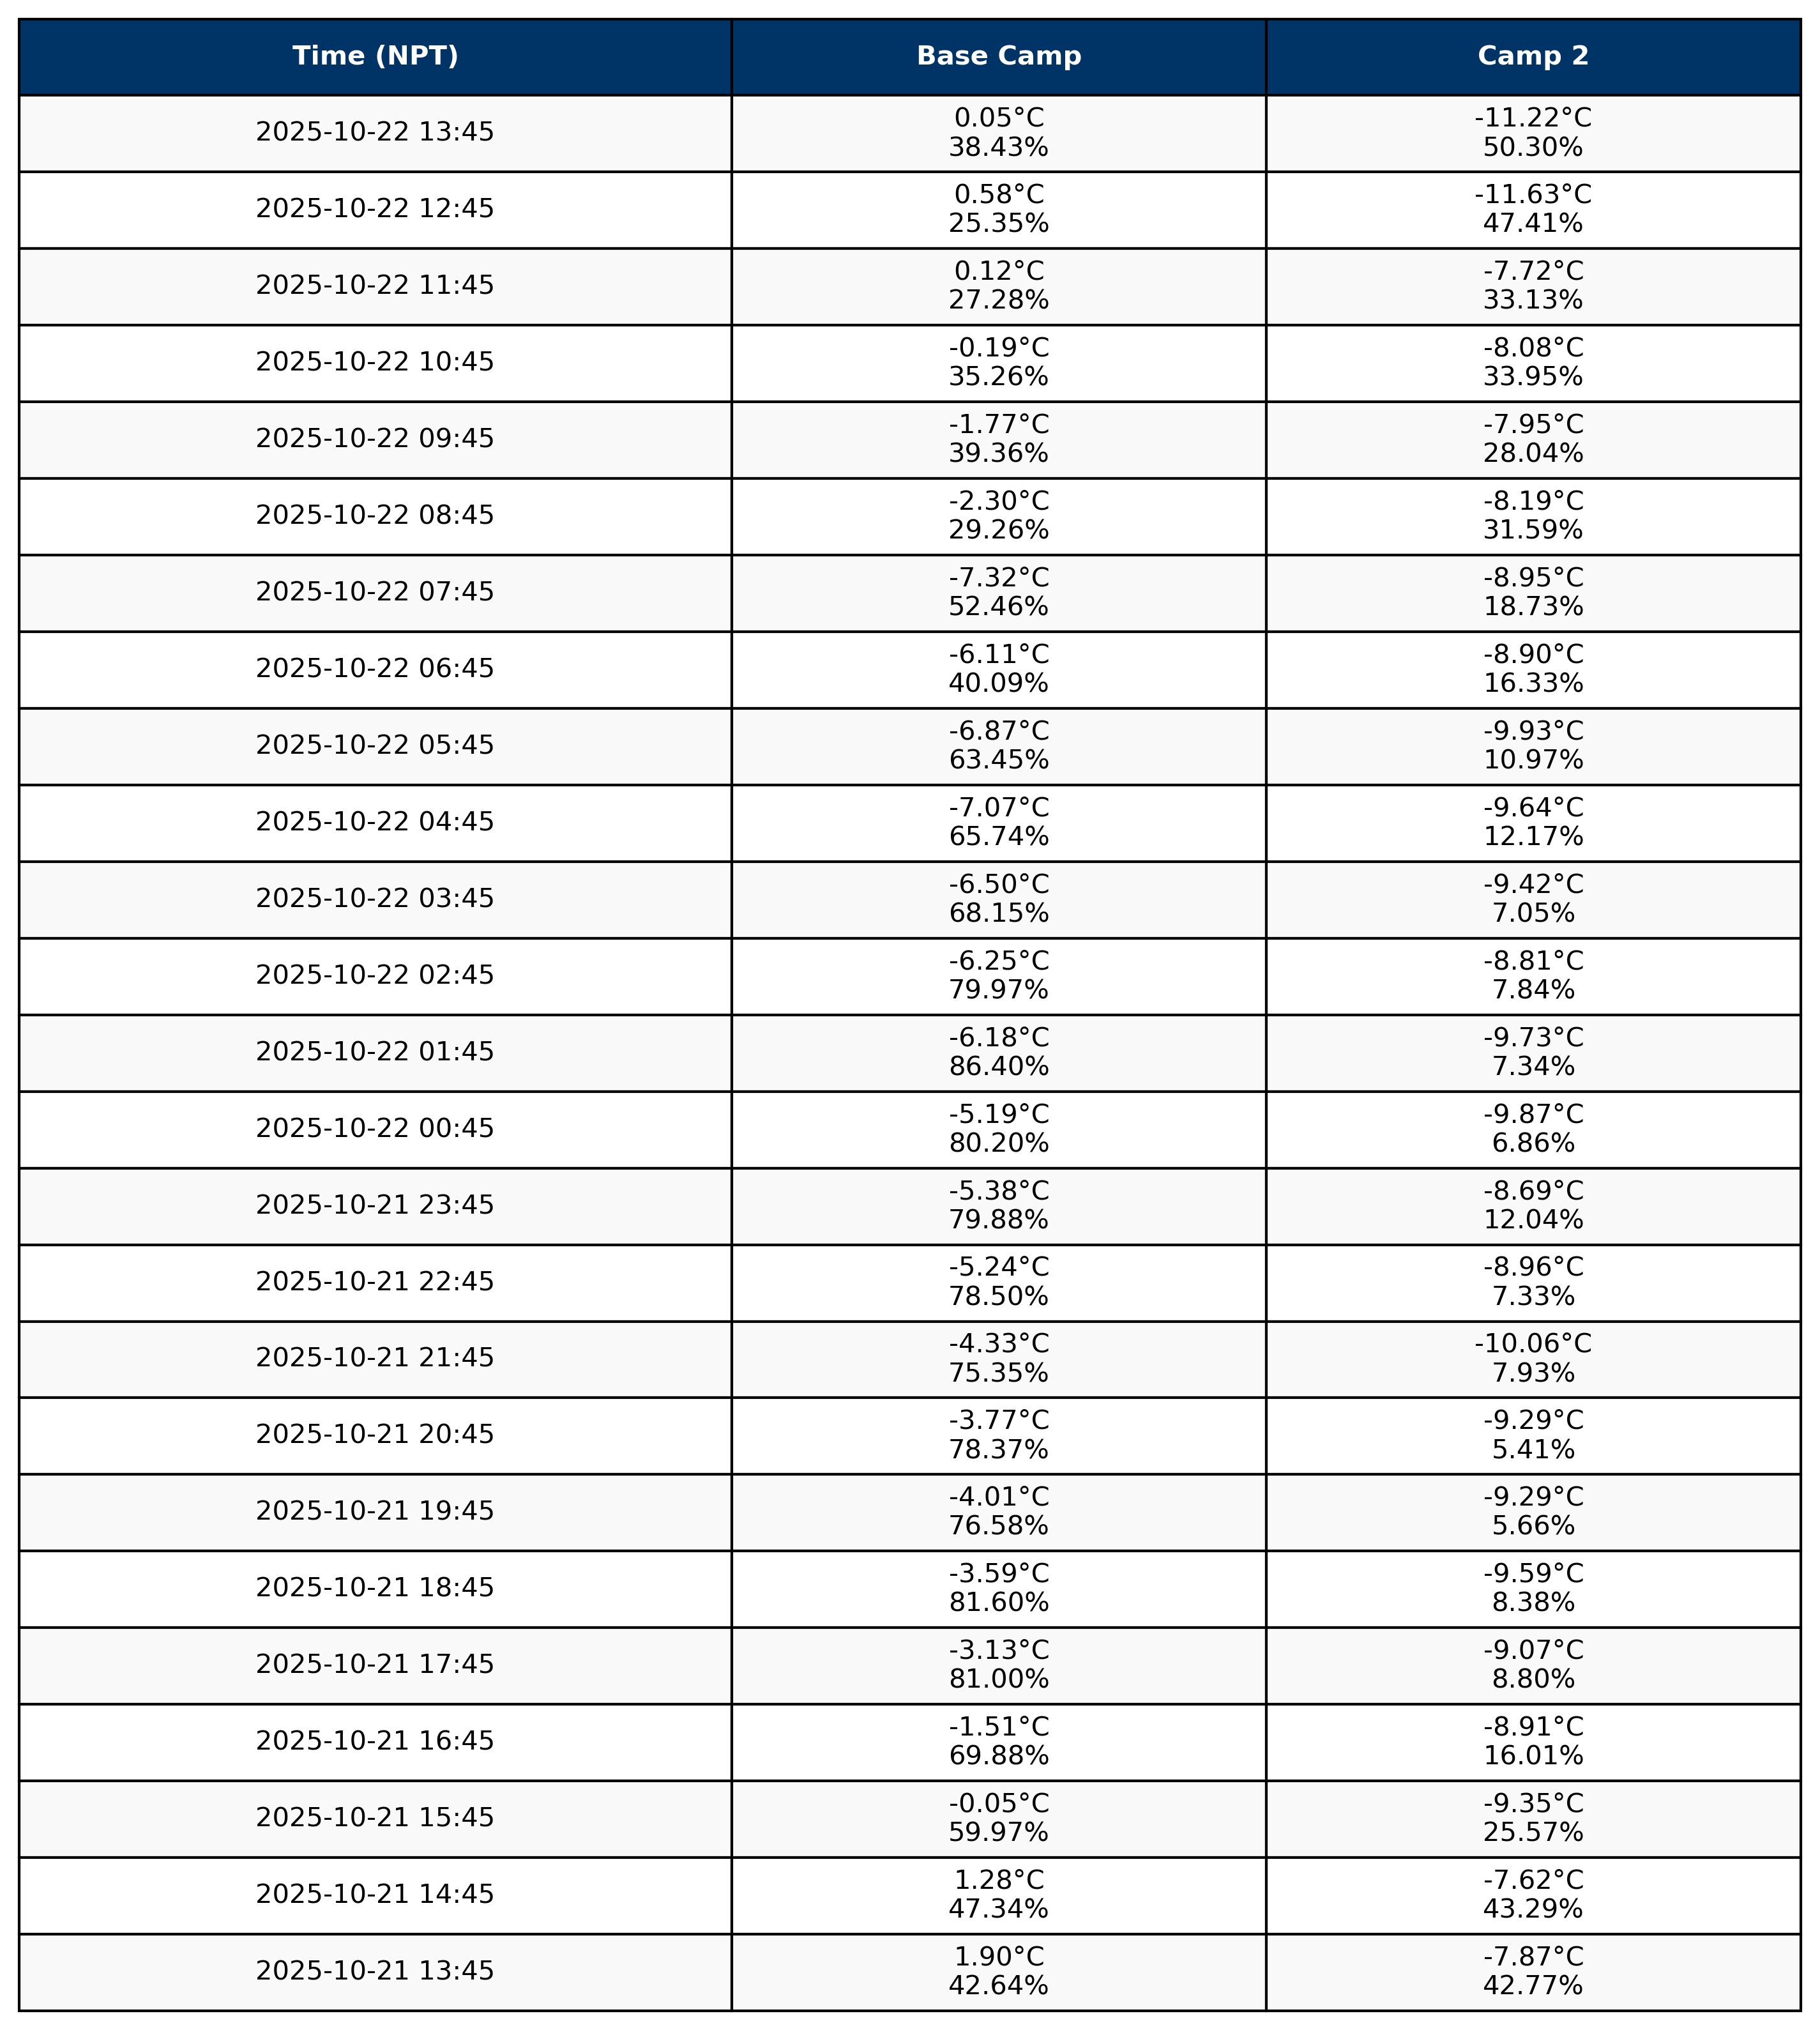 Time (NPT) Base Camp Camp 2
2025-10-22 13:45 0.05°C -11.22°C
38.43% 50.30%
2025-10-22 12:45 0.58°C -11.63°C
25.35% 47.41%
2025-10-22 11:45 0.12°C -7.72°C
27.28% 33.13%
2025-10-22 10:45 -0.19°C -8.08°C
35.26% 33.95%
2025-10-22 09:45 -1.77°C -7.95°C
39.36% 28.04%
2025-10-22 08:45 -2.30°C -8.19°C
29.26% 31.59%
2025-10-22 07:45 -7.32°C -8.95°C
52.46% 18.73%
2025-10-22 06:45 -6.11°C -8.90°C
40.09% 16.33%
2025-10-22 05:45 -6.87°C -9.93°C
63.45% 10.97%
2025-10-22 04:45 -7.07°C -9.64°C
65.74% 12.17%
2025-10-22 03:45 -6.50°C -9.42°C
68.15% 7.05%
2025-10-22 02:45 -6.25°C -8.81°C
79.97% 7.84%
2025-10-22 01:45 -6.18°C -9.73°C
86.40% 7.34%
2025-10-22 00:45 -5.19°C -9.87°C
80.20% 6.86%
2025-10-21 23:45 -5.38°C -8.69°C
79.88% 12.04%
2025-10-21 22:45 -5.24°C -8.96°C
78.50% 7.33%
2025-10-21 21:45 -4.33°C -10.06°C
75.35% 7.93%
2025-10-21 20:45 -3.77°C -9.29°C
78.37% 5.41%
2025-10-21 19:45 -4.01°C -9.29°C
76.58% 5.66%
2025-10-21 18:45 -3.59°C -9.59°C
81.60% 8.38%
2025-10-21 17:45 -3.13°C -9.07°C
81.00% 8.80%
2025-10-21 16:45 -1.51°C -8.91°C
69.88% 16.01%
2025-10-21 15:45 -0.05°C -9.35°C
59.97% 25.57%
2025-10-21 14:45 1.28°C -7.62°C
47.34% 43.29%
2025-10-21 13:45 1.90°C -7.87°C
42.64% 42.77%